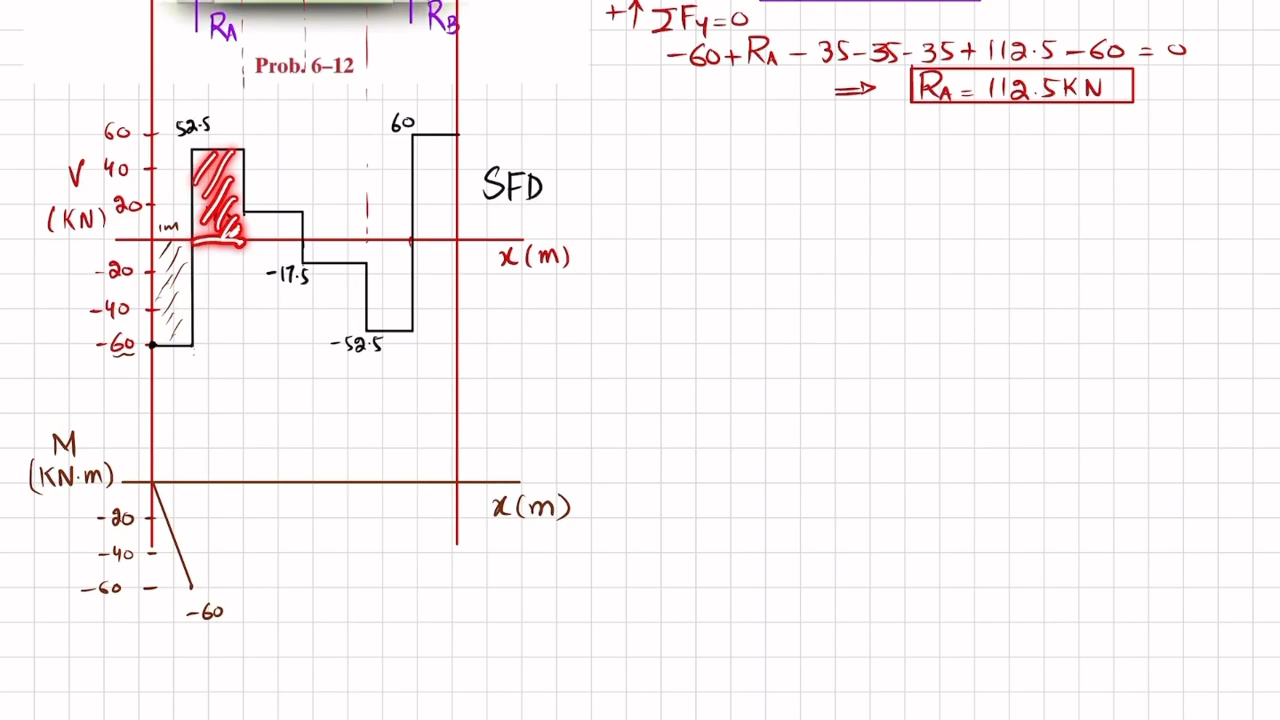 R_A
R_B
Prob. 6–12
+↑ ΣFy=0
-60+R_A - 35-35-35+112.5-60 = 0
⇒ R_A = 112.5KN
V
(KN)
60
40
20
-20
-40
-60
52.5
1m
-17.5
-52.5
60
SFD
x(m)
M
(KN·m)
-20
-40
-60
-60
x(m)